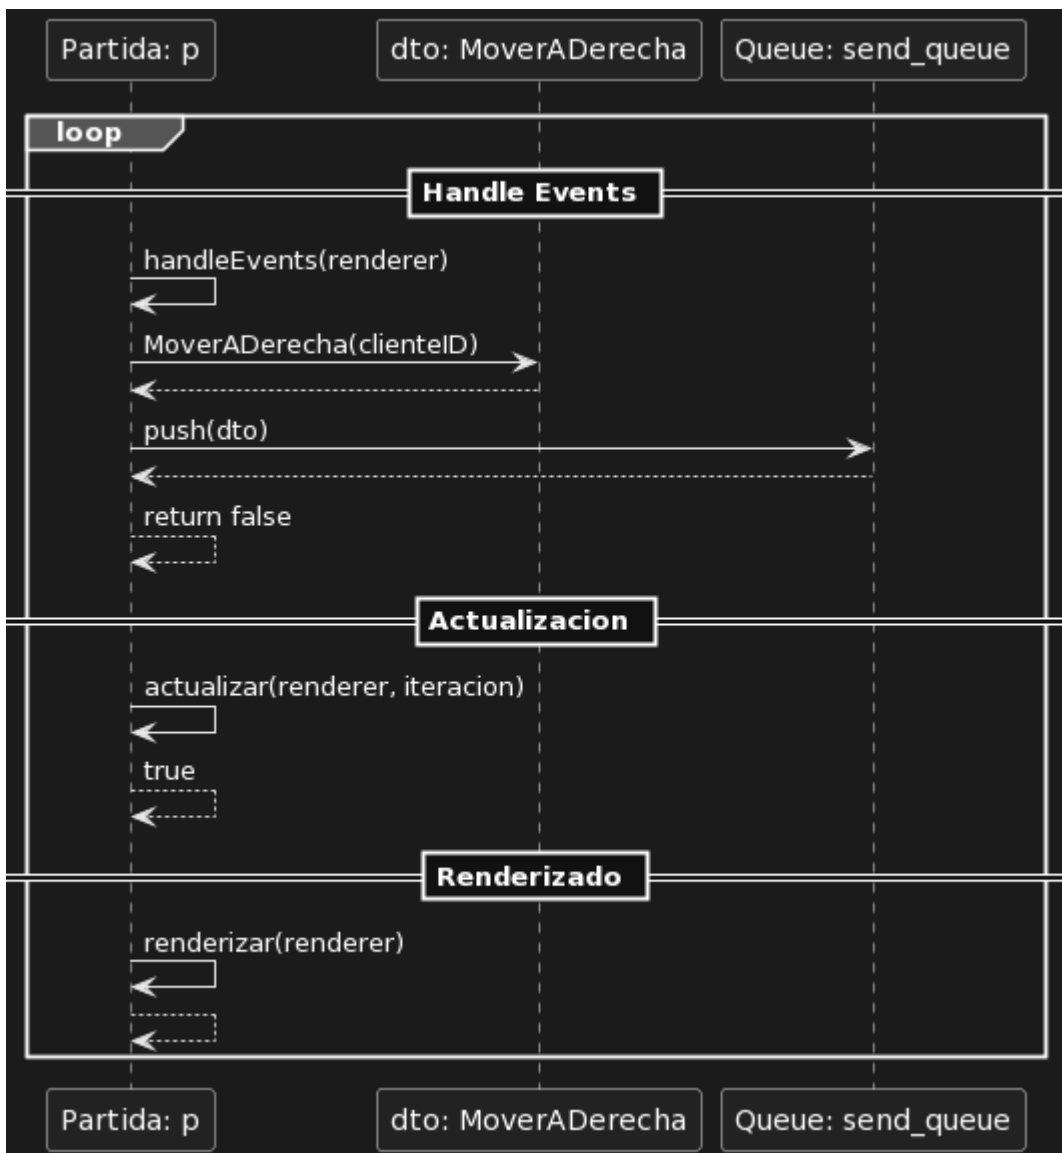 Partida: p
dto: MoverADerecha
Queue: send_queue
loop
Handle Events
handleEvents(renderer)
MoverADerecha(clienteID)
push(dto)
return false
Actualizacion
actualizar(renderer, iteracion)
true
Renderizado
renderizar(renderer)
Partida: p
dto: MoverADerecha
Queue: send_queue